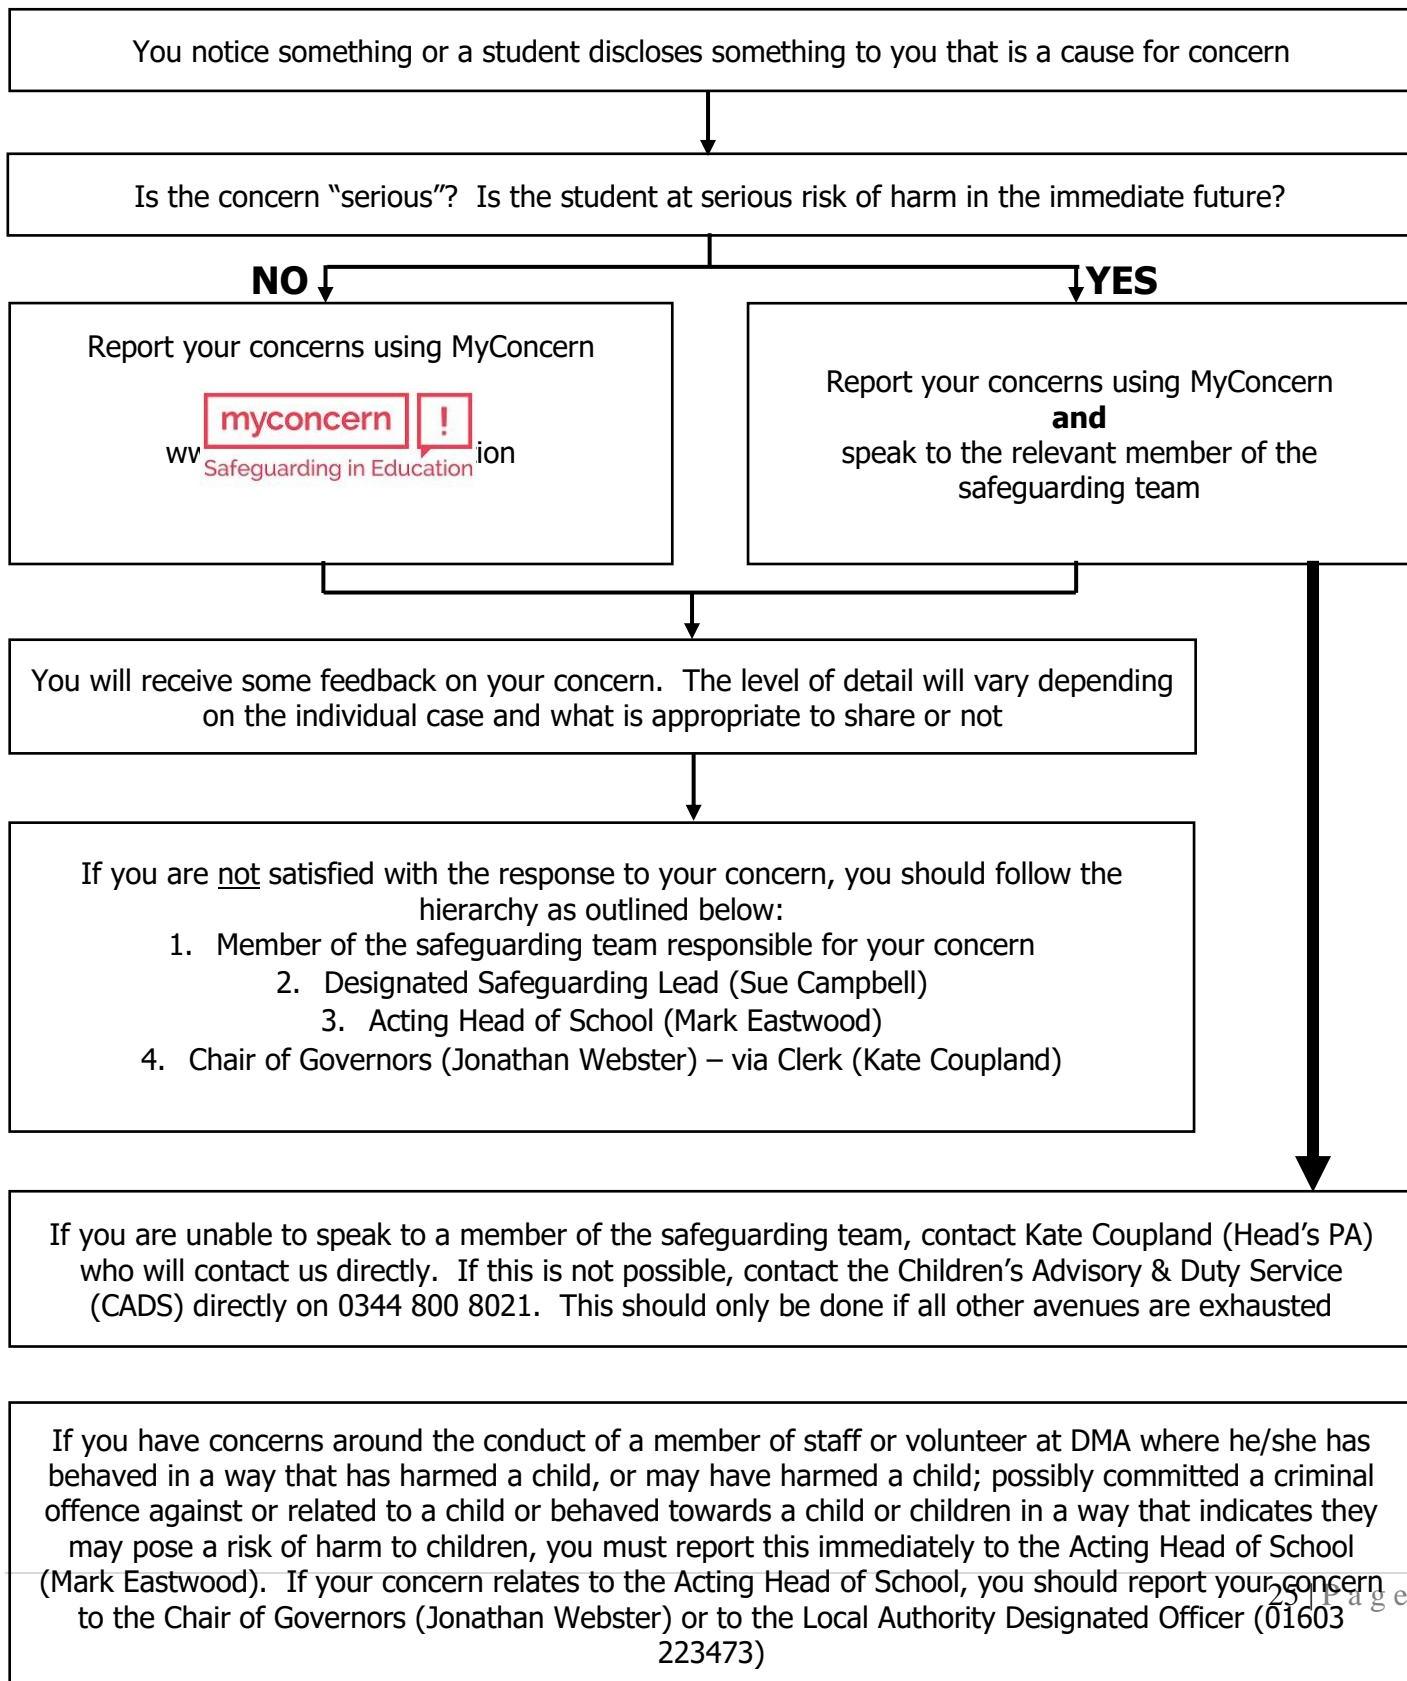 You notice something or a student discloses something to you that is a cause for concern
Is the concern “serious”?  Is the student at serious risk of harm in the immediate future?
NO
YES
Report your concerns using MyConcern
myconcern !
Safeguarding in Education
Report your concerns using MyConcern
and
speak to the relevant member of the
safeguarding team
You will receive some feedback on your concern.  The level of detail will vary depending
on the individual case and what is appropriate to share or not
If you are not satisfied with the response to your concern, you should follow the
hierarchy as outlined below:
1. Member of the safeguarding team responsible for your concern
2. Designated Safeguarding Lead (Sue Campbell)
3. Acting Head of School (Mark Eastwood)
4. Chair of Governors (Jonathan Webster) – via Clerk (Kate Coupland)
If you are unable to speak to a member of the safeguarding team, contact Kate Coupland (Head’s PA)
who will contact us directly.  If this is not possible, contact the Children’s Advisory & Duty Service
(CADS) directly on 0344 800 8021.  This should only be done if all other avenues are exhausted
If you have concerns around the conduct of a member of staff or volunteer at DMA where he/she has
behaved in a way that has harmed a child, or may have harmed a child; possibly committed a criminal
offence against or related to a child or behaved towards a child or children in a way that indicates they
may pose a risk of harm to children, you must report this immediately to the Acting Head of School
(Mark Eastwood).  If your concern relates to the Acting Head of School, you should report your concern
25 | P a g e
to the Chair of Governors (Jonathan Webster) or to the Local Authority Designated Officer (01603
223473)